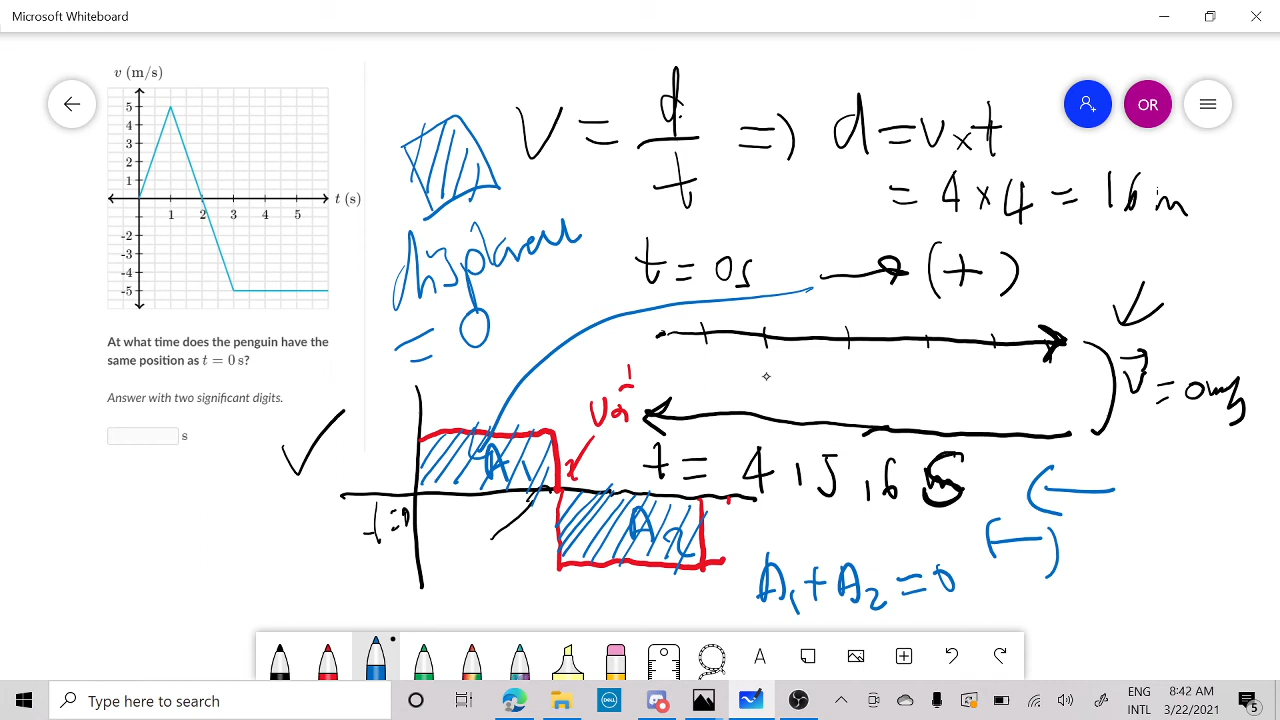 Microsoft Whiteboard
OR
v (m/s)
5
4
3
2
1
-2
-3
-4
-5
1 2 3 4 5
t (s)
At what time does the penguin have the
same position as t = 0 s?
Answer with two significant digits.
s
V = d/t => d = v x t
= 4 x 4 = 16 m
t = 0s → (+)
= 0
A1
A2
t=0
t = 4,5,6 s
A1 + A2 = 0
(-)
A
Type here to search
DELL
ENG
INTL
8:42 AM
3/22/2021
5